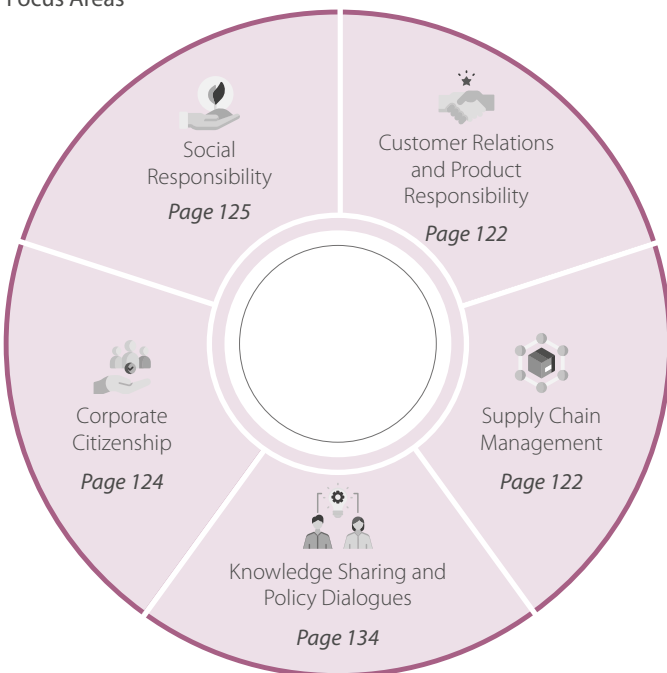 Focus Areas
Social
Responsibility
Page 125
Customer Relations
and Product
Responsibility
Page 122
Corporate
Citizenship
Page 124
Supply Chain
Management
Page 122
Knowledge Sharing and
Policy Dialogues
Page 134